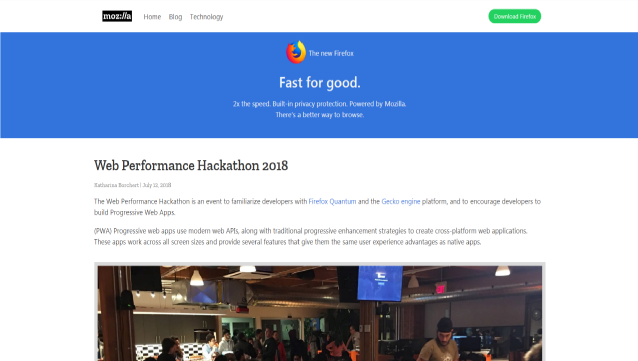 moz://a Home Blog Technology Download Firefox
The new Firefox
Fast for good.
2x the speed. Built-in privacy protection. Powered by Mozilla.
There's a better way to browse.
Web Performance Hackathon 2018
Katharina Borchert | July 12, 2018
The Web Performance Hackathon is an event to familiarize developers with Firefox Quantum and the Gecko engine platform, and to encourage developers to
build Progressive Web Apps.
(PWA) Progressive web apps use modern web APIs, along with traditional progressive enhancement strategies to create cross-platform web applications.
These apps work across all screen sizes and provide several features that give them the same user experience advantages as native apps.